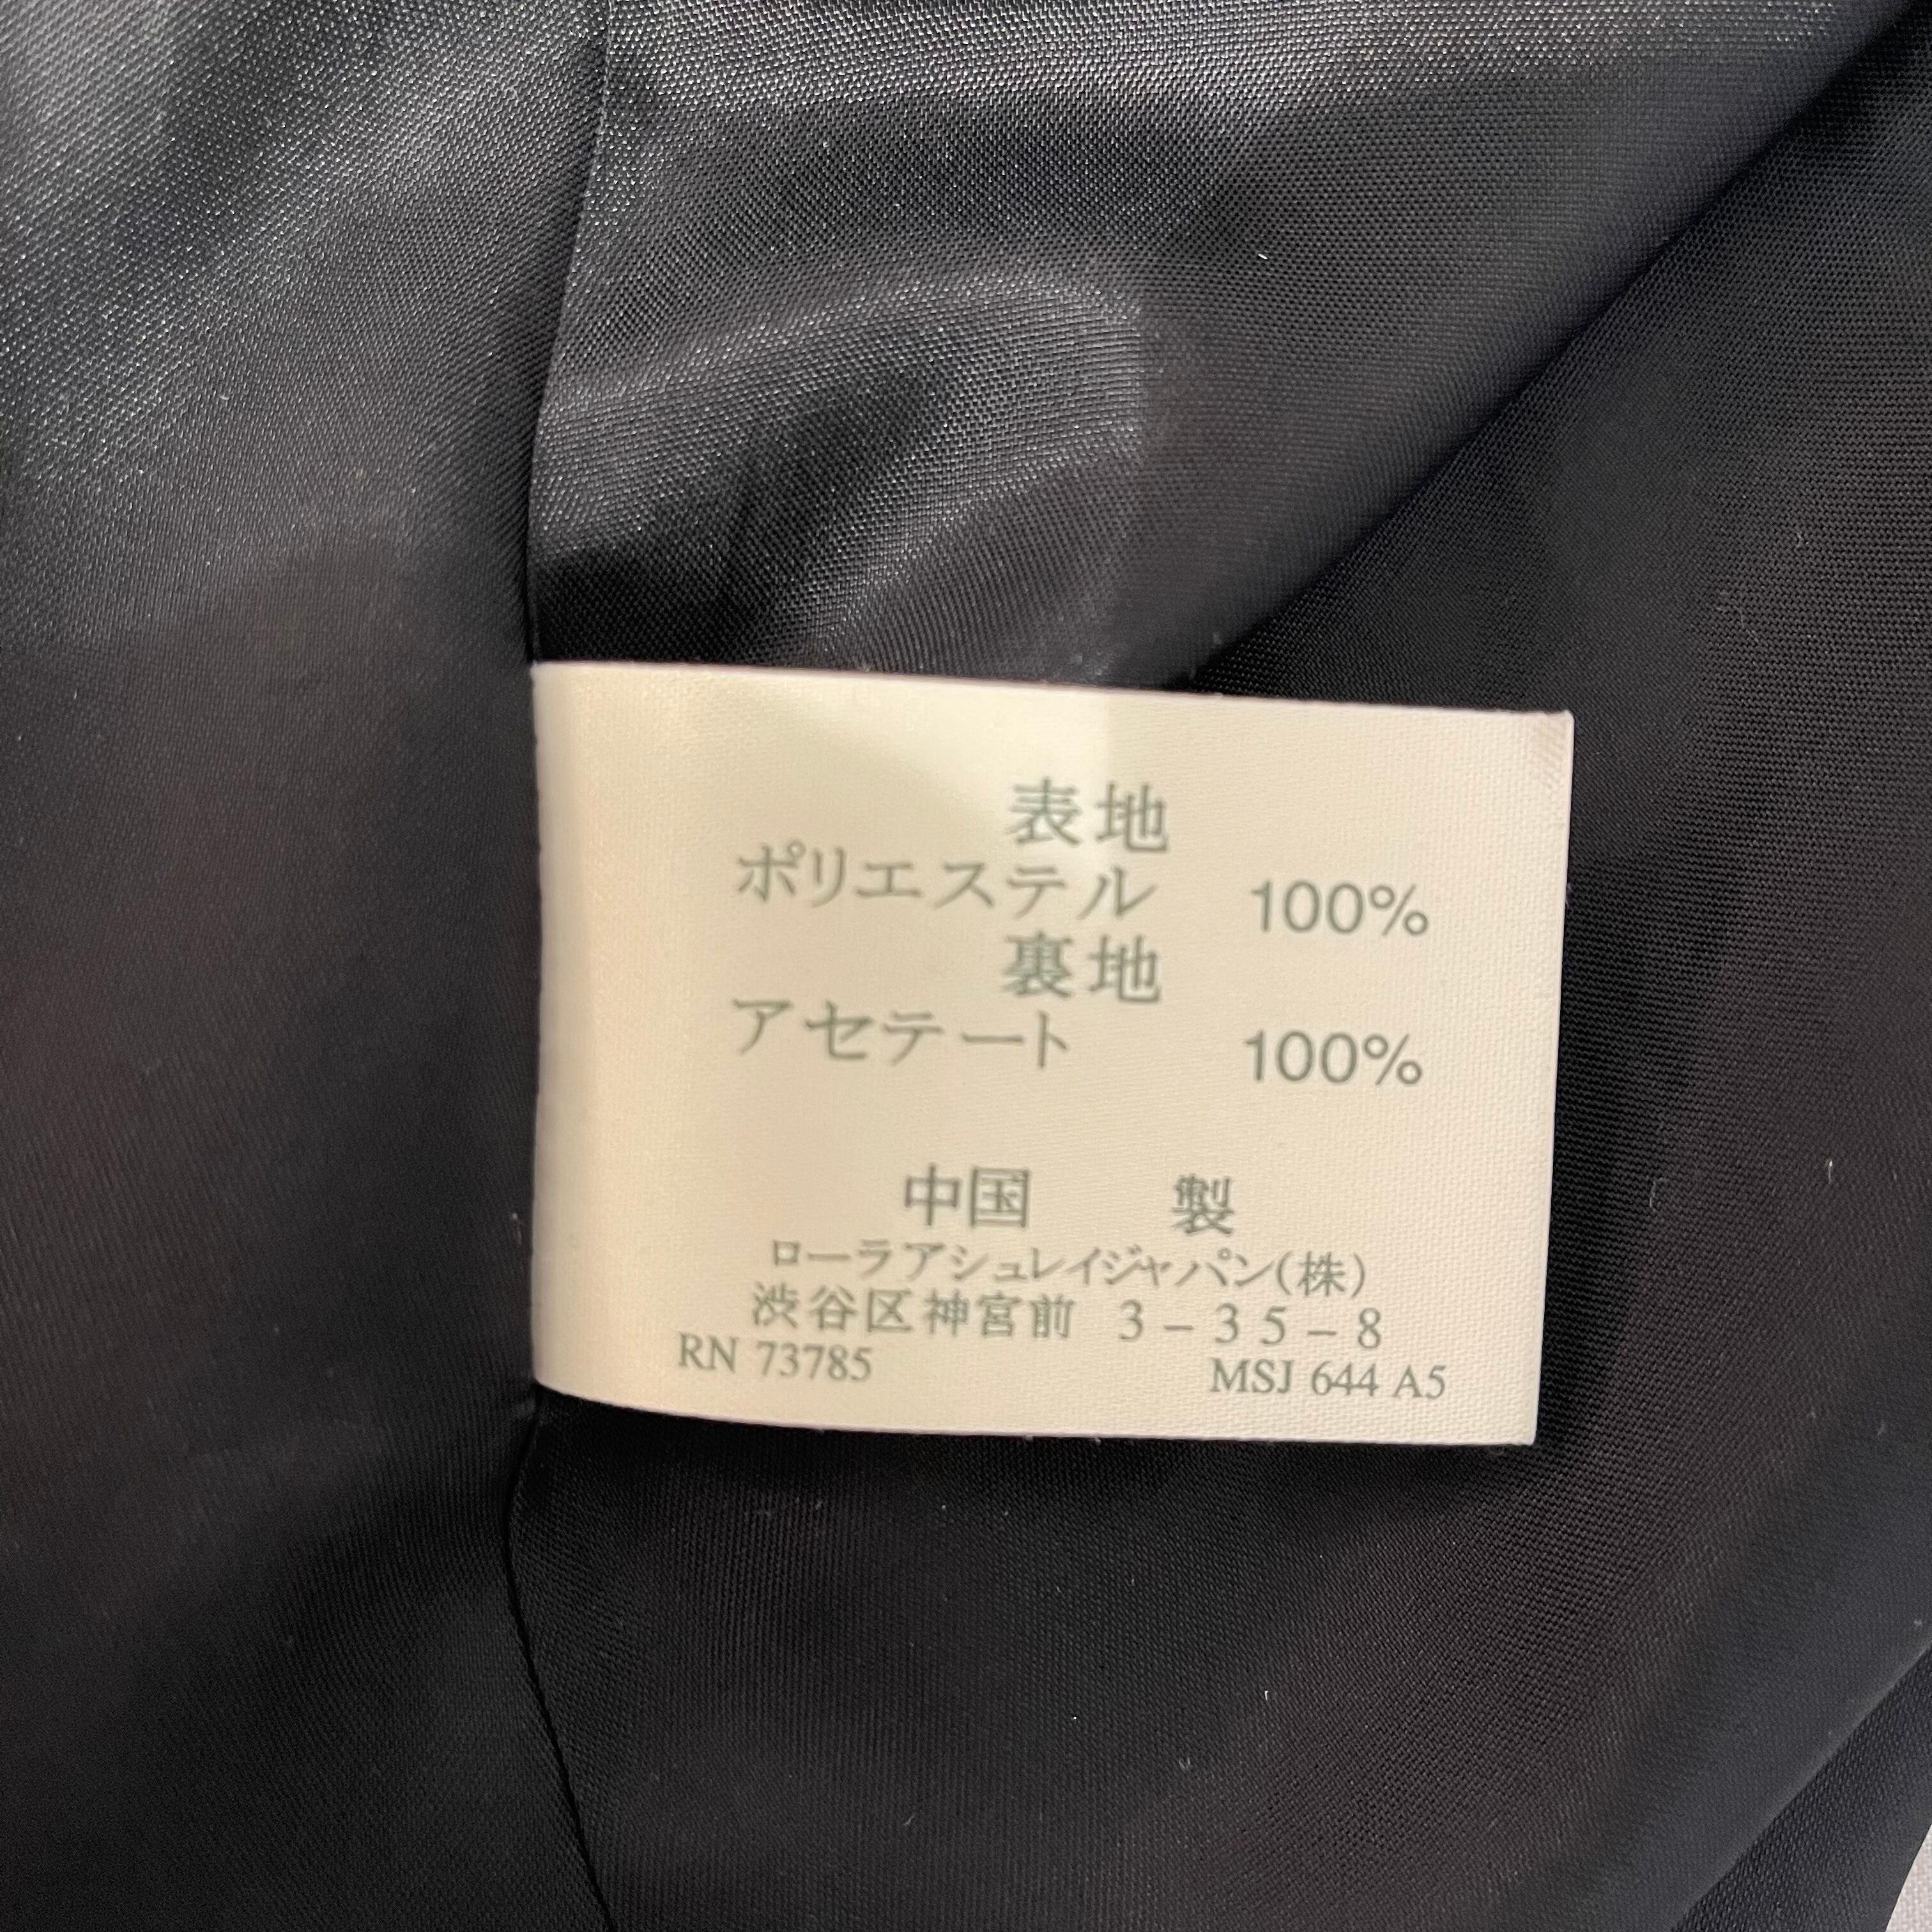 表地
ポリエステル 100%
裏地
アセテート 100%
中国 製
ローラアシュレイジャパン(株)
渋谷区神宮前 3-35-8
RN 73785 MSJ 644 A5